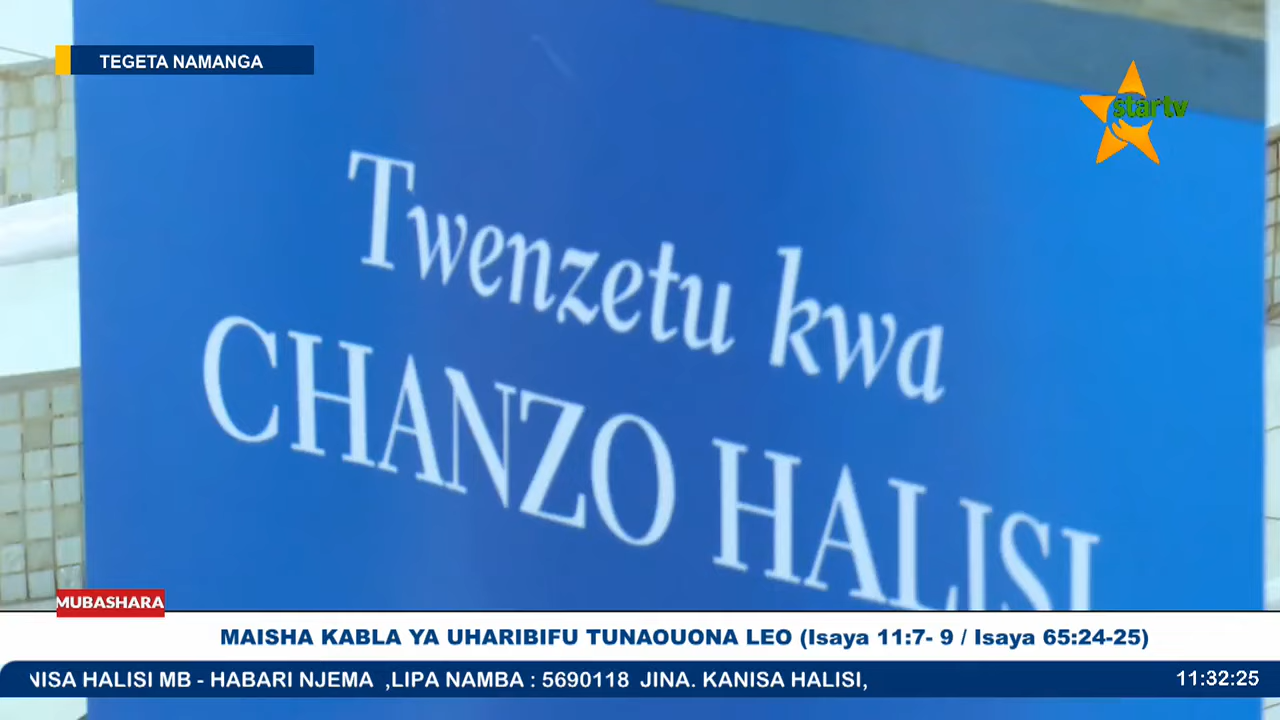 TEGETA NAMANGA
startv
Twenzetu kwa
CHANZO HALISI
MUBASHARA
MAISHA KABLA YA UHARIBIFU TUNAOUONA LEO (Isaya 11:7- 9 / Isaya 65:24-25)
NISA HALISI MB - HABARI NJEMA ,LIPA NAMBA : 5690118 JINA. KANISA HALISI,
11:32:25